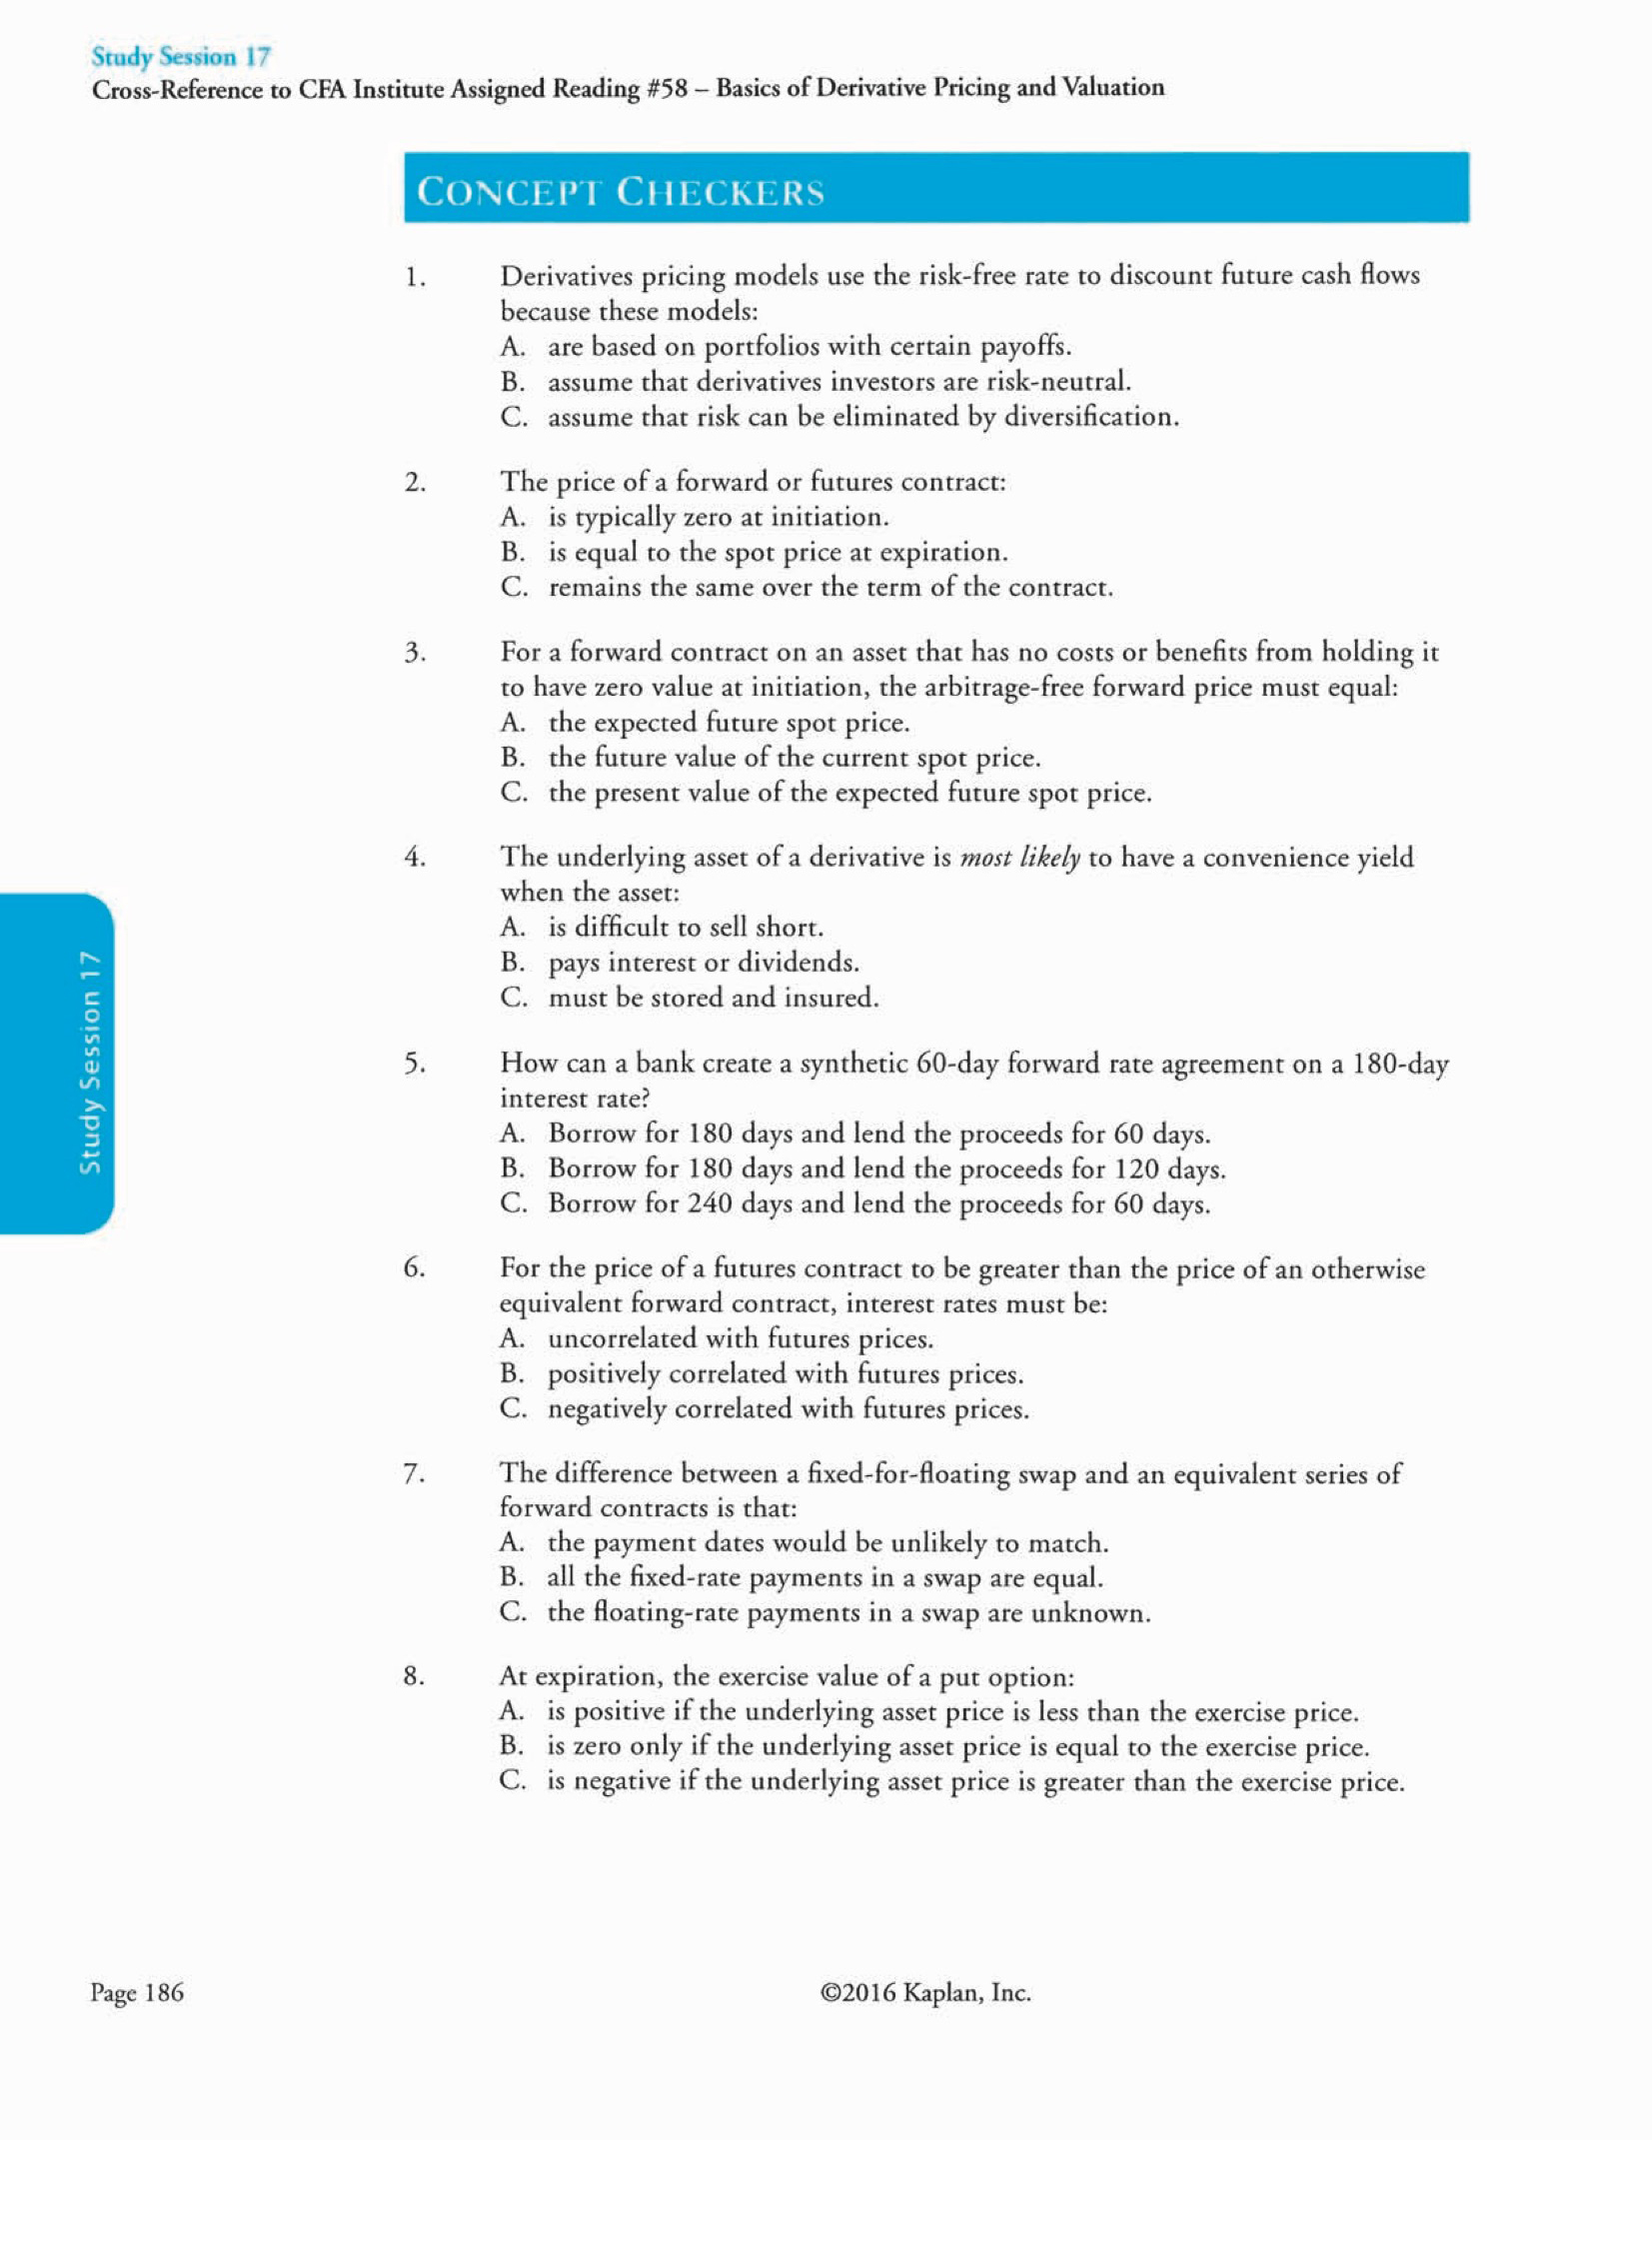 Study Session 17
Cross-Reference to CFA Institute Assigned Reading #58 – Basics of Derivative Pricing and Valuation
CONCEPT CHECKERS
1. Derivatives pricing models use the risk-free rate to discount future cash flows
because these models:
A. are based on portfolios with certain payoffs.
B. assume that derivatives investors are risk-neutral.
C. assume that risk can be eliminated by diversification.
2. The price of a forward or futures contract:
A. is typically zero at initiation.
B. is equal to the spot price at expiration.
C. remains the same over the term of the contract.
3. For a forward contract on an asset that has no costs or benefits from holding it
to have zero value at initiation, the arbitrage-free forward price must equal:
A. the expected future spot price.
B. the future value of the current spot price.
C. the present value of the expected future spot price.
4. The underlying asset of a derivative is most likely to have a convenience yield
when the asset:
A. is difficult to sell short.
B. pays interest or dividends.
C. must be stored and insured.
Study Session 17
5. How can a bank create a synthetic 60-day forward rate agreement on a 180-day
interest rate?
A. Borrow for 180 days and lend the proceeds for 60 days.
B. Borrow for 180 days and lend the proceeds for 120 days.
C. Borrow for 240 days and lend the proceeds for 60 days.
6. For the price of a futures contract to be greater than the price of an otherwise
equivalent forward contract, interest rates must be:
A. uncorrelated with futures prices.
B. positively correlated with futures prices.
C. negatively correlated with futures prices.
7. The difference between a fixed-for-floating swap and an equivalent series of
forward contracts is that:
A. the payment dates would be unlikely to match.
B. all the fixed-rate payments in a swap are equal.
C. the floating-rate payments in a swap are unknown.
8. At expiration, the exercise value of a put option:
A. is positive if the underlying asset price is less than the exercise price.
B. is zero only if the underlying asset price is equal to the exercise price.
C. is negative if the underlying asset price is greater than the exercise price.
Page 186
©2016 Kaplan, Inc.